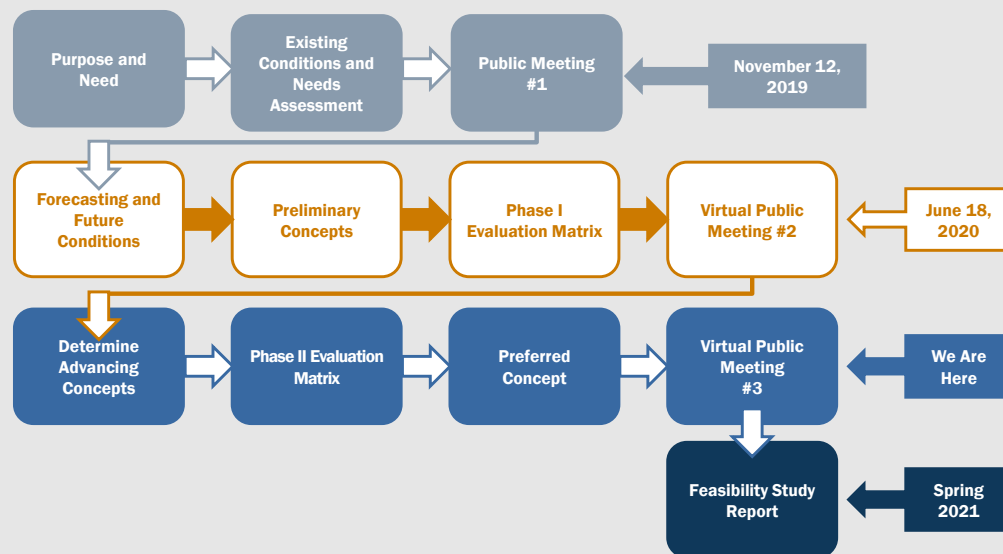 Purpose and
Need
Existing
Conditions and
Needs
Assessment
Public Meeting
#1
November 12,
2019
Forecasting and
Future
Conditions
Preliminary
Concepts
Phase I
Evaluation Matrix
Virtual Public
Meeting #2
June 18,
2020
Determine
Advancing
Concepts
Phase II Evaluation
Matrix
Preferred
Concept
Virtual Public
Meeting
#3
We Are
Here
Feasibility Study
Report
Spring
2021